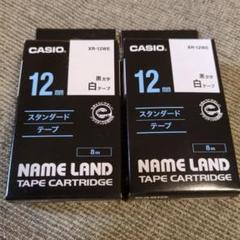 CASIO
XR-12WE
12mm
黒文字
白テープ
スタンダード
テープ
8m
NAME LAND
TAPE CARTRIDGE
CASIO
XR-12WE
12mm
黒文字
白テープ
スタンダード
テープ
8m
NAME LAND
TAPE CARTRIDGE